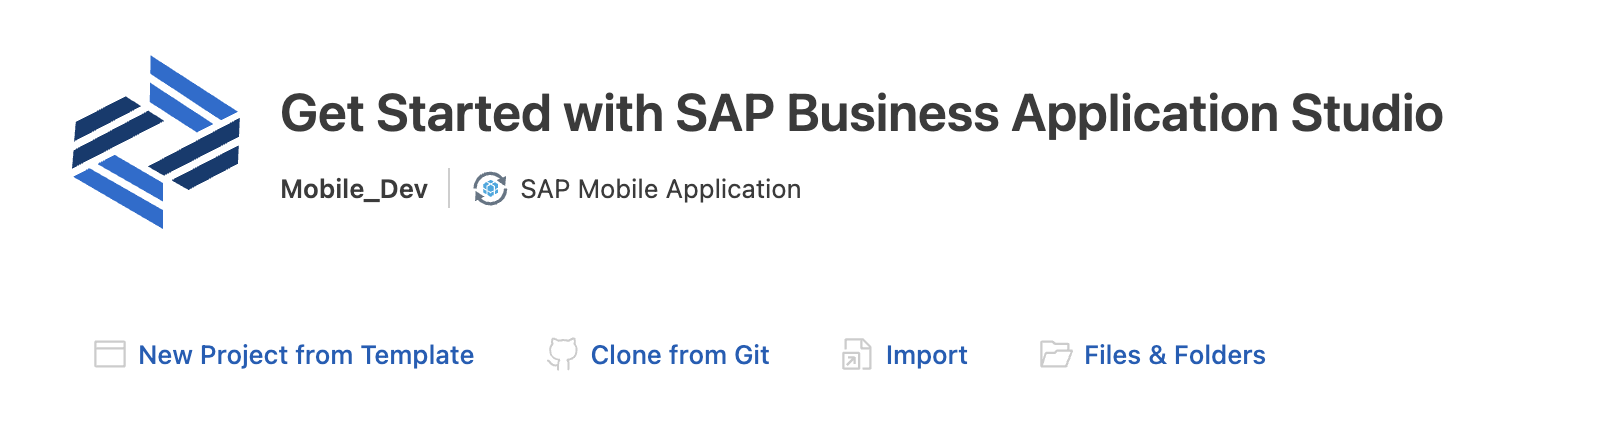 Get Started with SAP Business Application Studio
Mobile_Dev SAP Mobile Application
New Project from Template Clone from Git Import Files & Folders